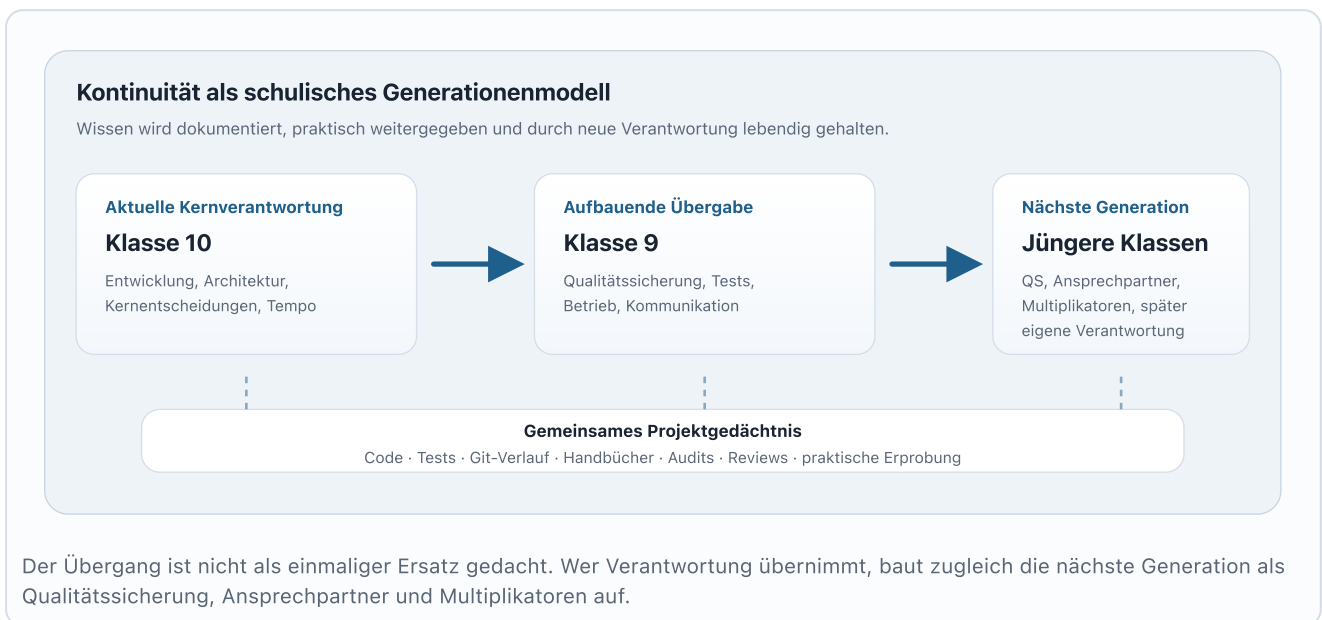 Kontinuität als schulisches Generationenmodell
Wissen wird dokumentiert, praktisch weitergegeben und durch neue Verantwortung lebendig gehalten.
Aktuelle Kernverantwortung
Klasse 10
Entwicklung, Architektur,
Kernentscheidungen, Tempo
Aufbauende Übergabe
Klasse 9
Qualitätssicherung, Tests,
Betrieb, Kommunikation
Nächste Generation
Jüngere Klassen
QS, Ansprechpartner,
Multiplikatoren, später
eigene Verantwortung
Gemeinsames Projektgedächtnis
Code · Tests · Git-Verlauf · Handbücher · Audits · Reviews · praktische Erprobung
Der Übergang ist nicht als einmaliger Ersatz gedacht. Wer Verantwortung übernimmt, baut zugleich die nächste Generation als
Qualitätssicherung, Ansprechpartner und Multiplikatoren auf.